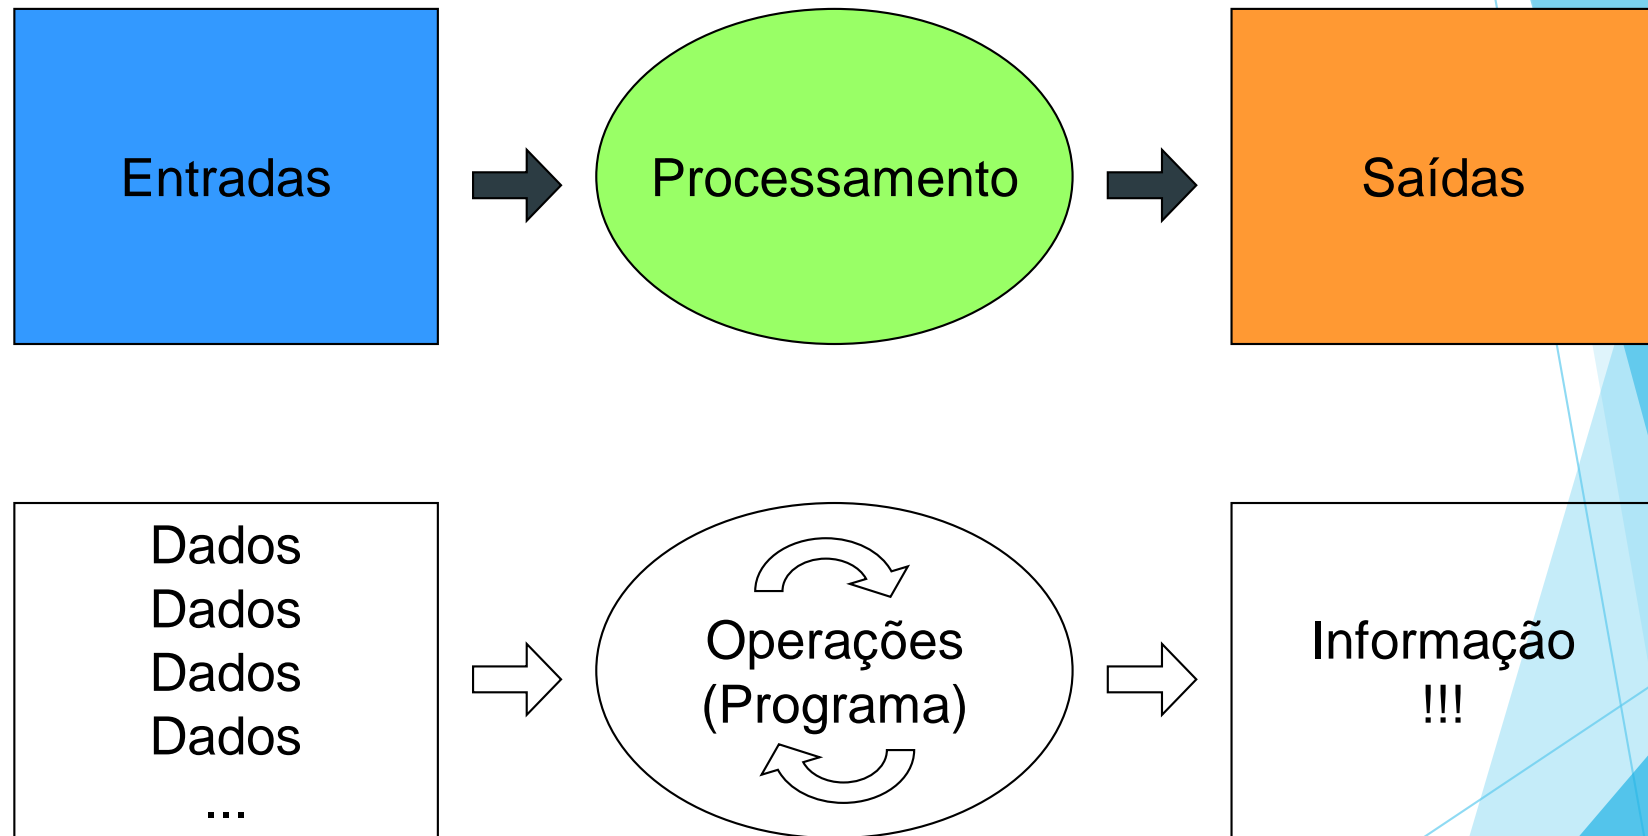 Entradas
Processamento
Saídas
Dados
Dados
Dados
Dados
...
Operações
(Programa)
Informação
!!!